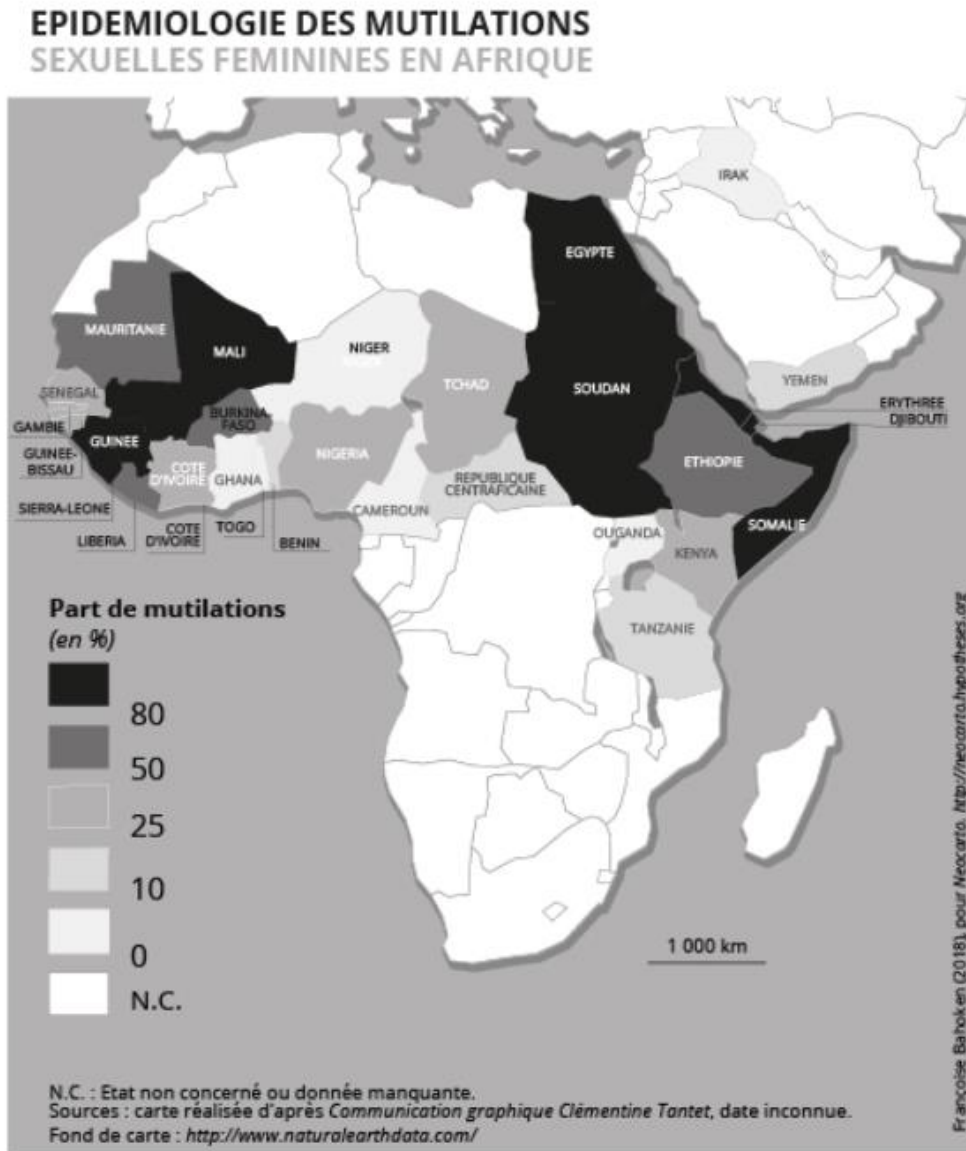 EPIDEMIOLOGIE DES MUTILATIONS
SEXUELLES FEMININES EN AFRIQUE
IRAK
EGYPTE
MAURITANIE
MALI
NIGER
TCHAD
SOUDAN
YEMEN
ERYTHREE
DJIBOUTI
SENEGAL
GAMBIE
GUINEE-
BISSAU
GUINEE
BURKINA-
FASO
COTE
D'IVOIRE
GHANA
NIGERIA
CAMEROUN
REPUBLIQUE
CENTRAFICAINE
ETHIOPIE
SOMALIE
SIERRA-LEONE
LIBERIA
COTE
D'IVOIRE
TOGO
BENIN
OUGANDA
KENYA
TANZANIE
Part de mutilations
(en %)
80
50
25
10
0
N.C.
1 000 km
N.C. : Etat non concerné ou donnée manquante.
Sources : carte réalisée d'après Communication graphique Clémentine Tantet, date inconnue.
Fond de carte : http://www.naturalearthdata.com/
Françoise Bahoken (2018), pour Neocarto, http://neocarto.hypotheses.org